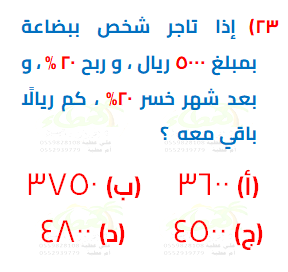 ٢٣) إذا تاجر شخص ببضاعة
بمبلغ ٥٠٠٠ ريال ، و ربح ٢٠ % ، و
بعد شهر خسر ٢٠% ، كم ريالًا
باقي معه ؟
(أ) ٣٦٠٠ (ب) ٣٧٥٠
(ج) ٤٥٠٠ (د) ٤٨٠٠